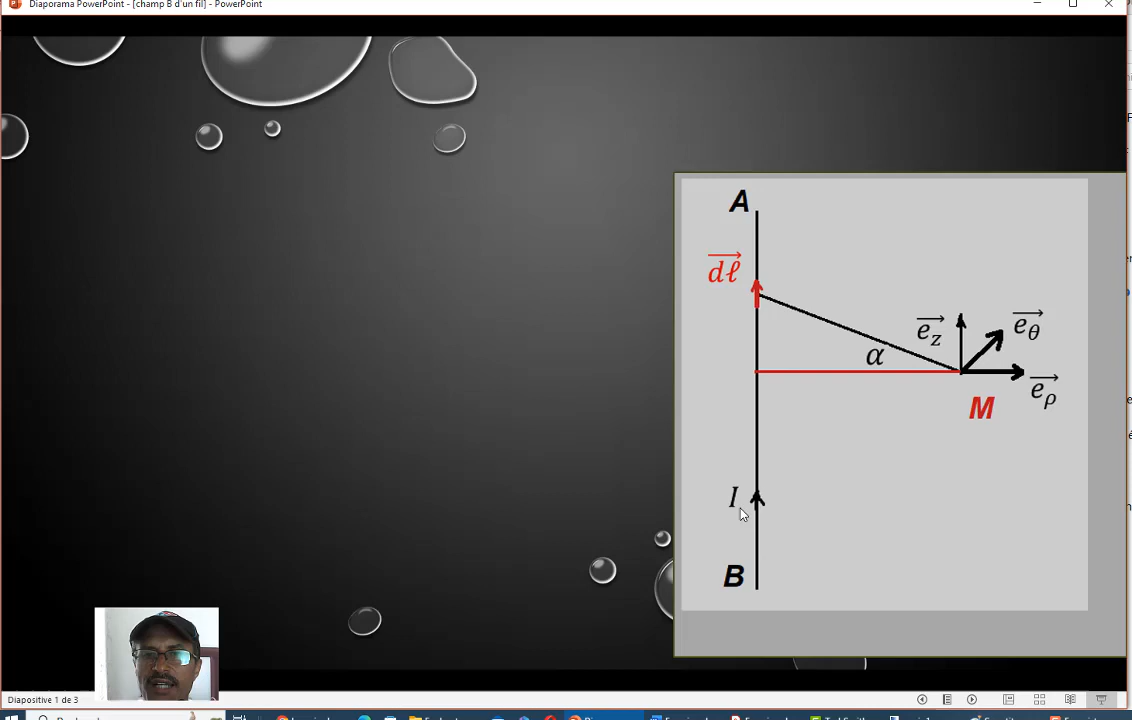 Diaporama PowerPoint - [champ B d'un fil] - PowerPoint
A
dℓ
e_z
e_θ
α
e_ρ
M
I
B
Diapositive 1 de 3